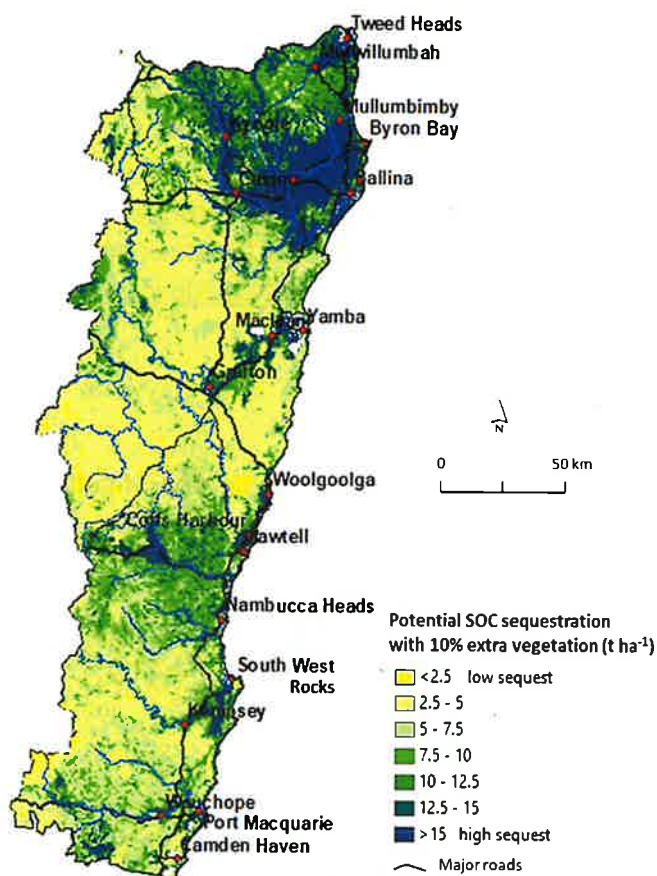 Tweed Heads
Murwillumbah
Mullumbimby
Kyogle
Byron Bay
Casino
Ballina
Maclean
Yamba
Grafton
N
0 50 km
Woolgoolga
Coffs Harbour
Sawtell
Nambucca Heads
South West
Rocks
Kempsey
Wauchope
Port Macquarie
Camden Haven
Potential SOC sequestration
with 10% extra vegetation (t ha⁻¹)
<2.5 low sequest
2.5 - 5
5 - 7.5
7.5 - 10
10 - 12.5
12.5 - 15
>15 high sequest
Major roads